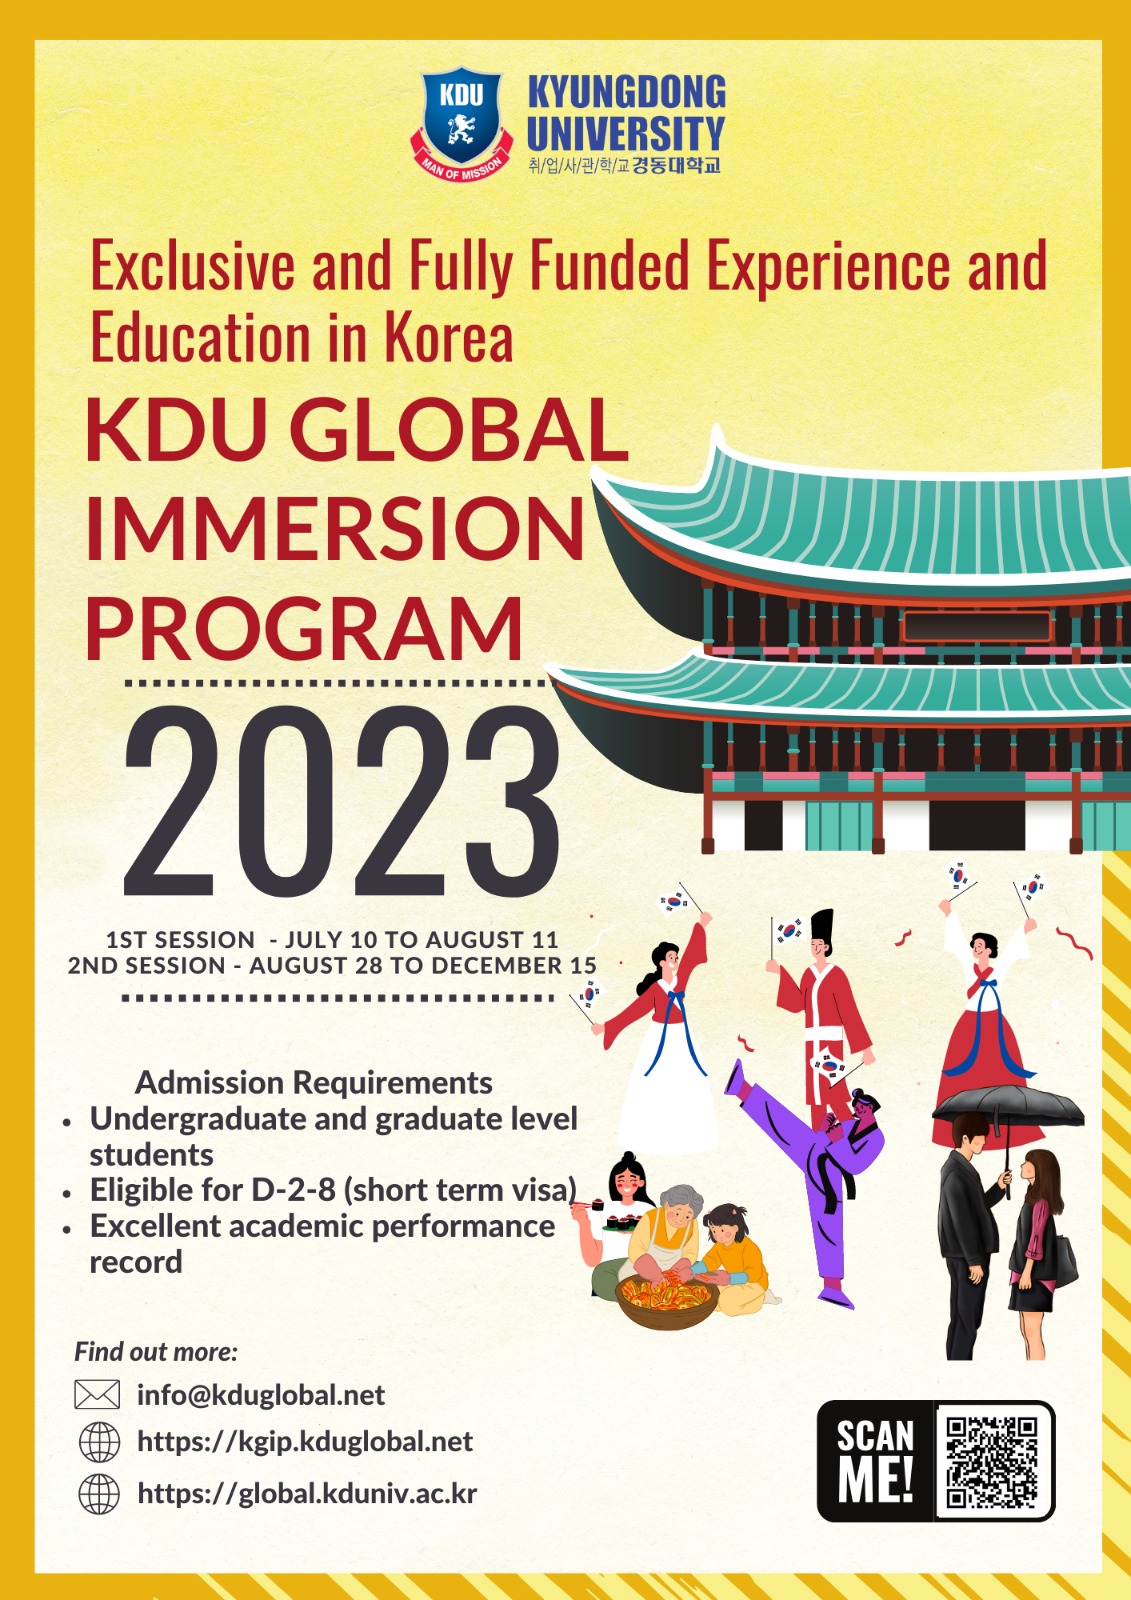 KDU
MAN OF MISSION
KYUNGDONG
UNIVERSITY
취/업/사/관/학/교 경동대학교
Exclusive and Fully Funded Experience and
Education in Korea
KDU GLOBAL
IMMERSION
PROGRAM
2023
1ST SESSION - JULY 10 TO AUGUST 11
2ND SESSION - AUGUST 28 TO DECEMBER 15
Admission Requirements
• Undergraduate and graduate level
students
• Eligible for D-2-8 (short term visa)
• Excellent academic performance
record
Find out more:
info@kduglobal.net
https://kgip.kduglobal.net
https://global.kduniv.ac.kr
SCAN
ME!